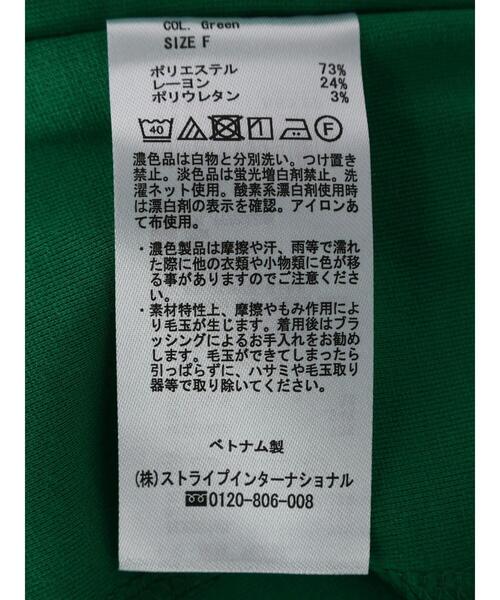 COL. Green
SIZE F
ポリエステル 73%
レーヨン 24%
ポリウレタン 3%
40 F
濃色品は白物と分別洗い。つけ置き
禁止。淡色品は蛍光増白剤禁止。洗
濯ネット使用。酸素系漂白剤使用時
は漂白剤の表示を確認。アイロンあ
て布使用。
・濃色製品は摩擦や汗、雨等で濡れ
た際に他の衣類や小物類に色が移
る事がありますのでご注意くださ
い。
・素材特性上、摩擦やもみ作用によ
り毛玉が生じます。着用後はブラ
ッシングによるお手入れをお勧め
します。毛玉ができてしまったら
引っぱらずに、ハサミや毛玉取り
器等で取り除いてください。
ベトナム製
(株)ストライプインターナショナル
0120-806-008